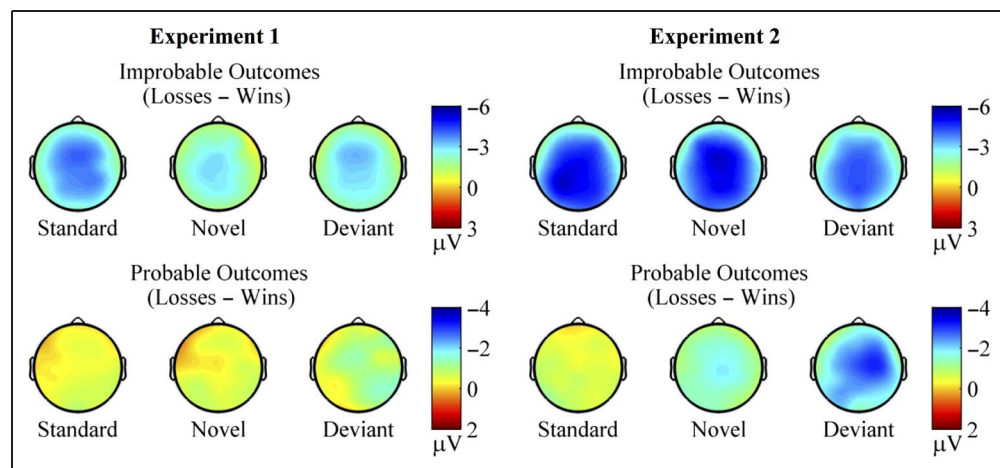 Experiment 1
Improbable Outcomes
(Losses − Wins)
−6
−3
0
3
μV
Standard
Novel
Deviant
Probable Outcomes
(Losses − Wins)
−4
−2
0
2
μV
Standard
Novel
Deviant
Experiment 2
Improbable Outcomes
(Losses − Wins)
−6
−3
0
3
μV
Standard
Novel
Deviant
Probable Outcomes
(Losses − Wins)
−4
−2
0
2
μV
Standard
Novel
Deviant